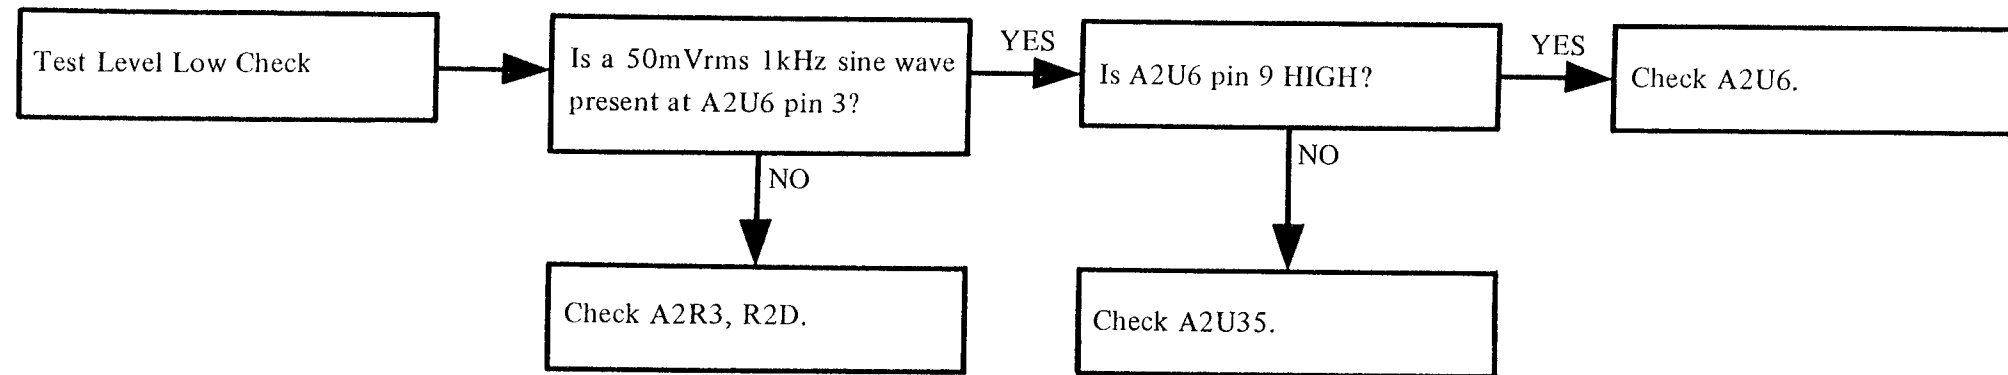 Test Level Low Check
Is a 50mVrms 1kHz sine wave
present at A2U6 pin 3?
YES
Is A2U6 pin 9 HIGH?
YES
Check A2U6.
NO
NO
Check A2R3, R2D.
Check A2U35.